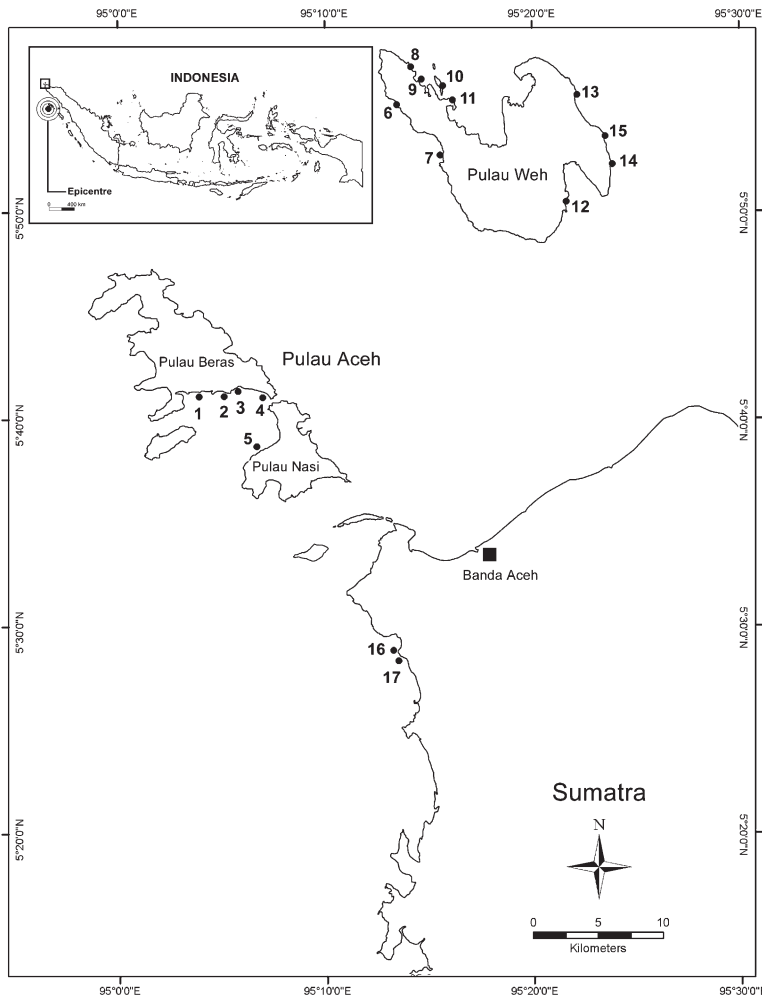 95°0'0"E 95°10'0"E 95°20'0"E 95°30'0"E
INDONESIA
Epicentre
0 400 km
8
10
9
11
6
13
15
7
14
Pulau Weh
12
5°50'0"N 5°50'0"N
Pulau Beras
Pulau Aceh
1 2 3 4
5°40'0"N 5°40'0"N
5
Pulau Nasi
Banda Aceh
5°30'0"N 5°30'0"N
16
17
Sumatra
N
5°20'0"N 5°20'0"N
0 5 10
Kilometers
95°0'0"E 95°10'0"E 95°20'0"E 95°30'0"E